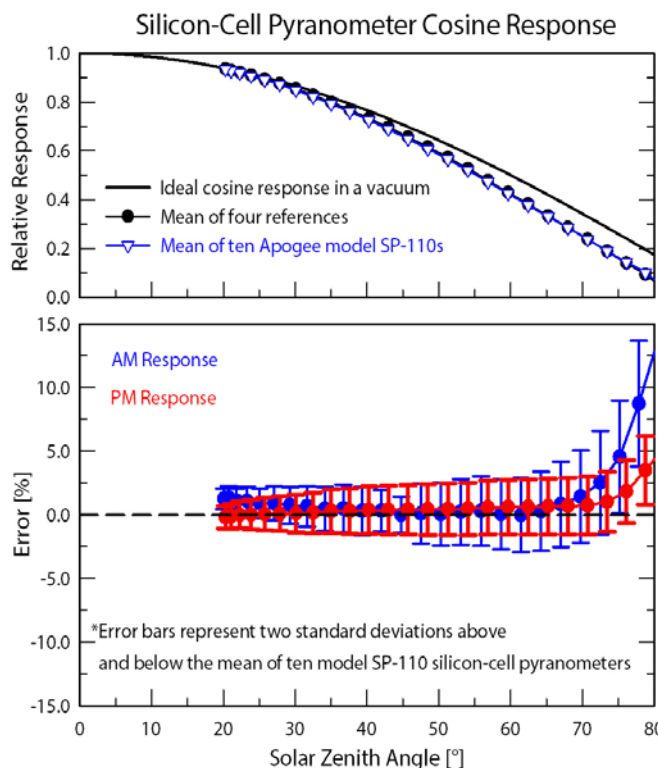 Silicon-Cell Pyranometer Cosine Response
1.0
0.8
0.6
0.4
0.2
0.0
Relative Response
Ideal cosine response in a vacuum
Mean of four references
Mean of ten Apogee model SP-110s
15.0
10.0
5.0
0.0
-5.0
-10.0
-15.0
Error [%]
AM Response
PM Response
*Error bars represent two standard deviations above
and below the mean of ten model SP-110 silicon-cell pyranometers
0 10 20 30 40 50 60 70 80
Solar Zenith Angle [°]